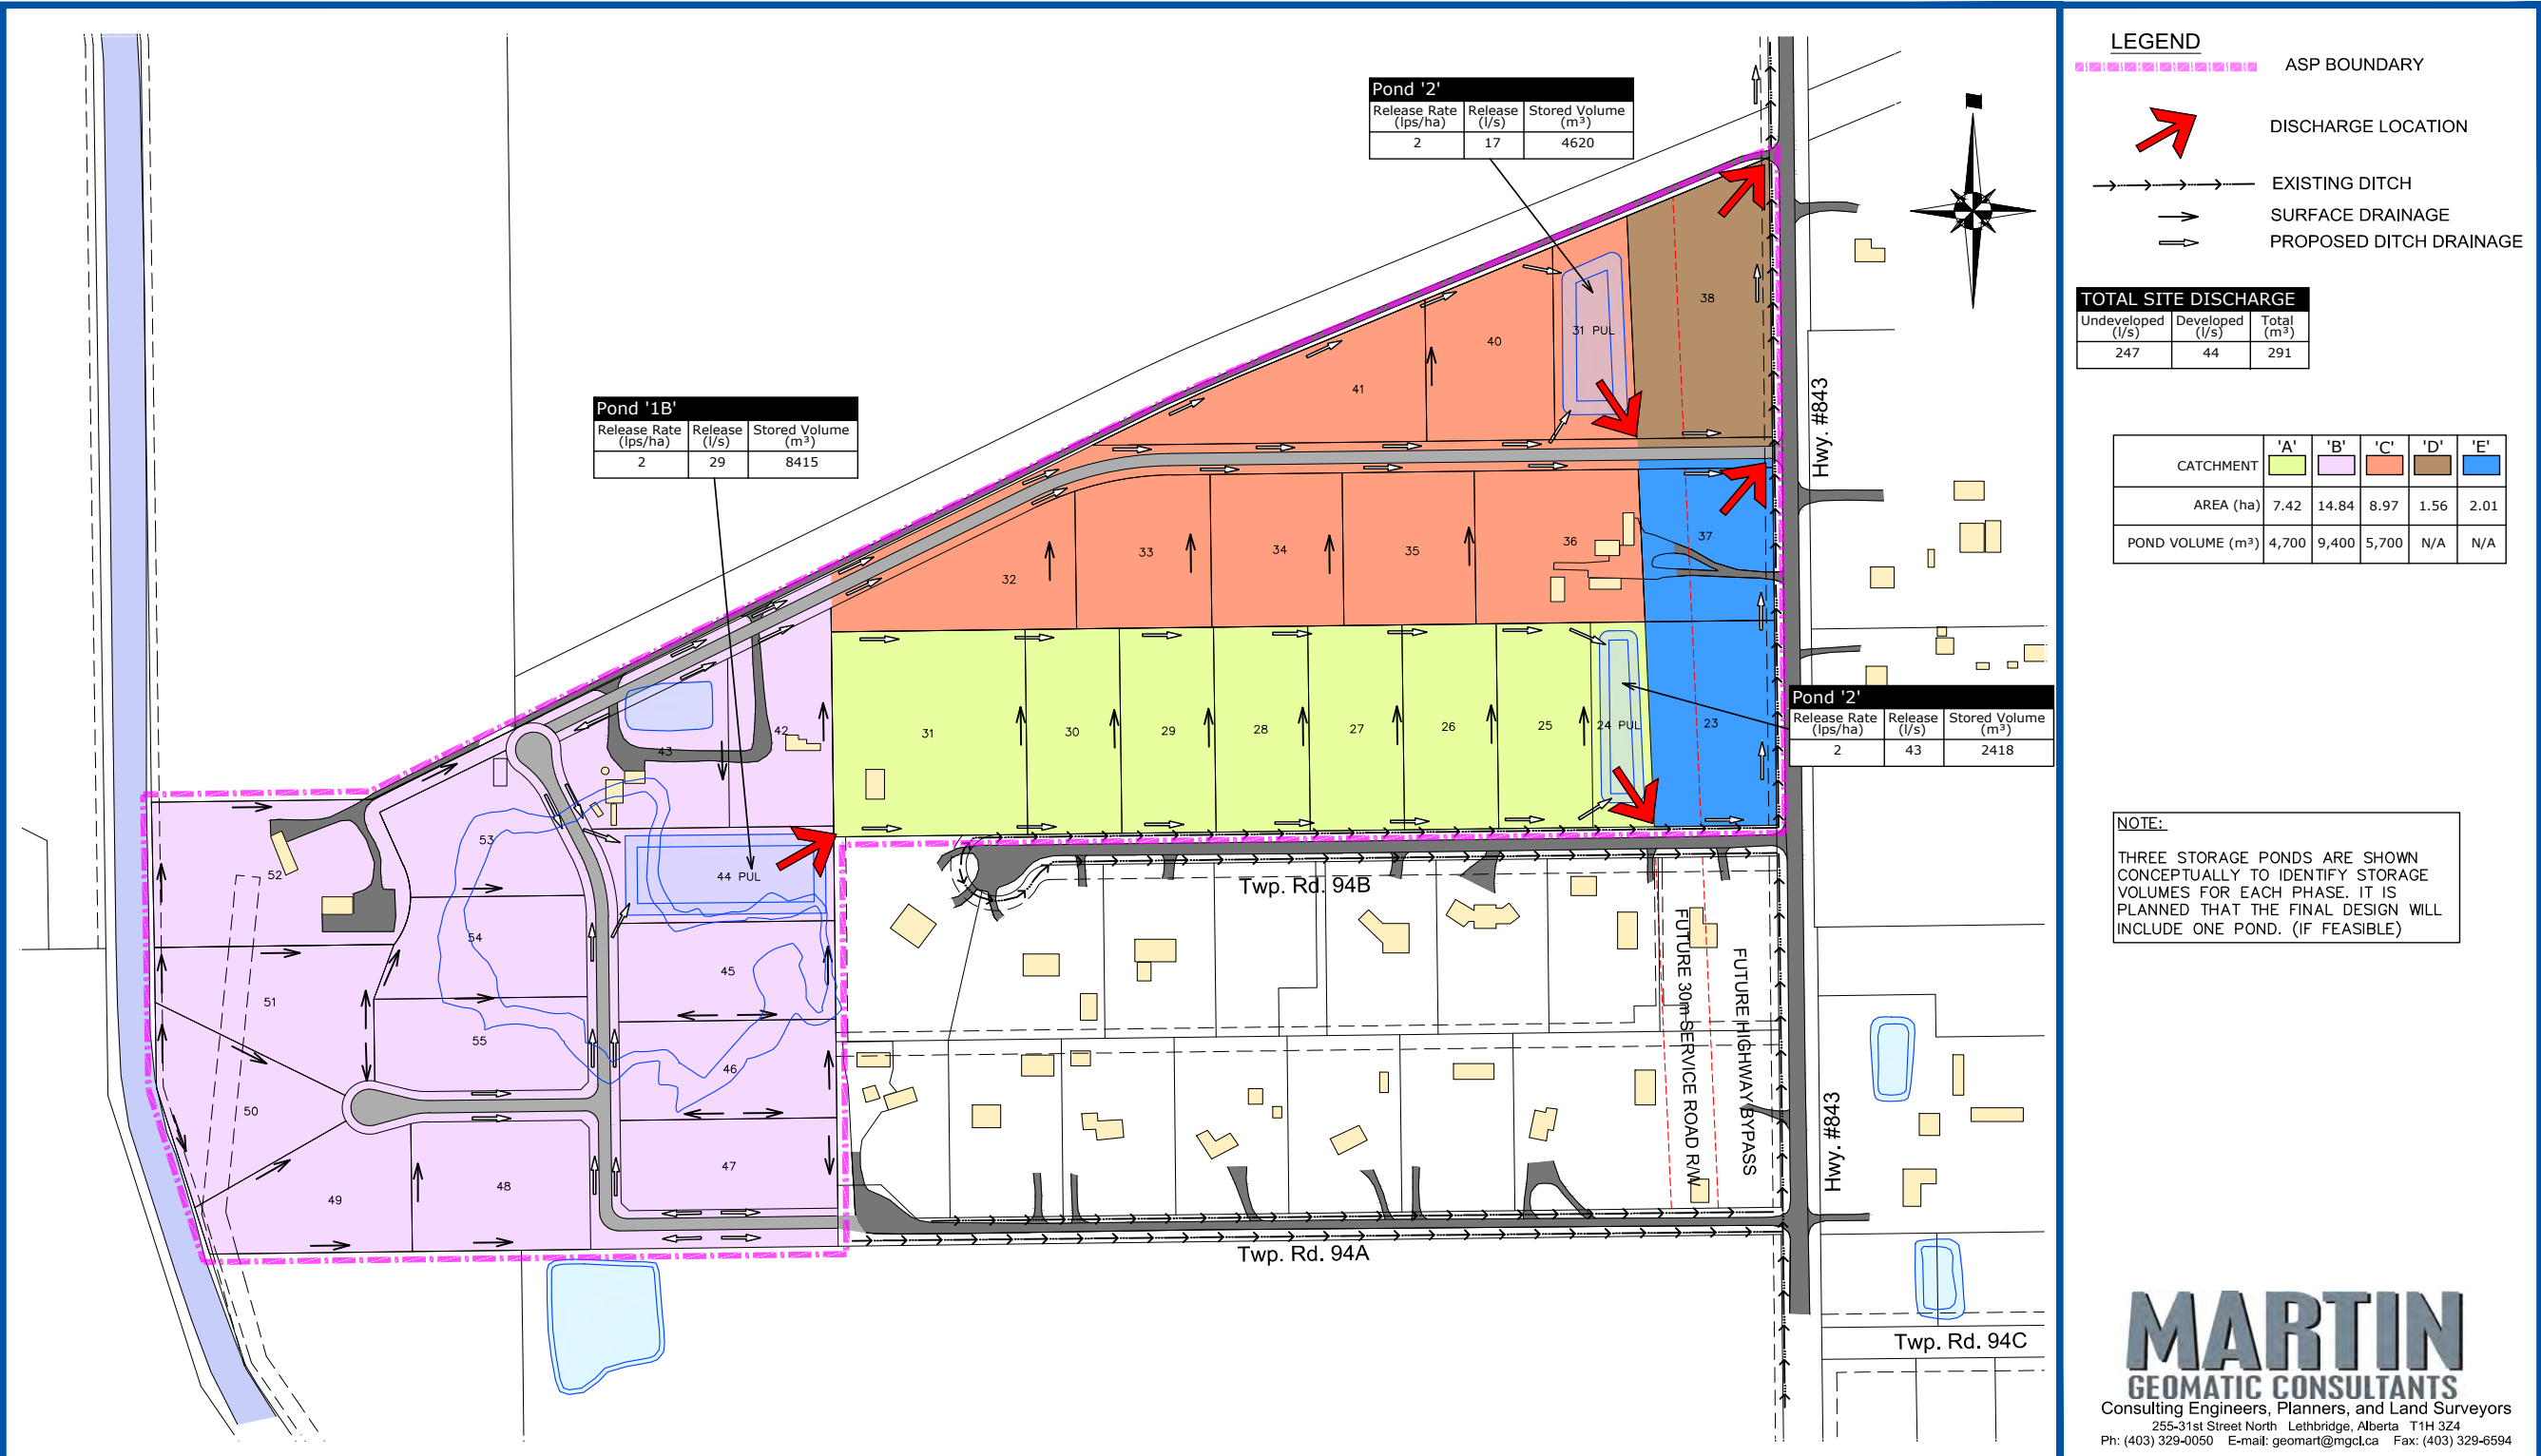 LEGEND
ASP BOUNDARY
DISCHARGE LOCATION
EXISTING DITCH
SURFACE DRAINAGE
PROPOSED DITCH DRAINAGE
TOTAL SITE DISCHARGE
Undeveloped (l/s) Developed (l/s) Total (m³)
247 44 291
CATCHMENT 'A' 'B' 'C' 'D' 'E'
AREA (ha) 7.42 14.84 8.97 1.56 2.01
POND VOLUME (m³) 4,700 9,400 5,700 N/A N/A
Pond '2'
Release Rate (lps/ha) Release (l/s) Stored Volume (m³)
2 17 4620
Pond '1B'
Release Rate (lps/ha) Release (l/s) Stored Volume (m³)
2 29 8415
Pond '2'
Release Rate (lps/ha) Release (l/s) Stored Volume (m³)
2 43 2418
38
31 PUL
40
41
Hwy. #843
37
36
35
34
33
32
31
30
29
28
27
26
25
24 PUL
23
42
43
53
52
44 PUL
54
45
51
55
46
50
47
49
48
Twp. Rd. 94B
FUTURE 30m SERVICE ROAD R/W
FUTURE HIGHWAY BYPASS
Hwy. #843
Twp. Rd. 94A
Twp. Rd. 94C
NOTE:
THREE STORAGE PONDS ARE SHOWN
CONCEPTUALLY TO IDENTIFY STORAGE
VOLUMES FOR EACH PHASE. IT IS
PLANNED THAT THE FINAL DESIGN WILL
INCLUDE ONE POND. (IF FEASIBLE)
MARTIN
GEOMATIC CONSULTANTS
Consulting Engineers, Planners, and Land Surveyors
255-31st Street North Lethbridge, Alberta T1H 3Z4
Ph: (403) 329-0050 E-mail: geomart@mgcl.ca Fax: (403) 329-6594